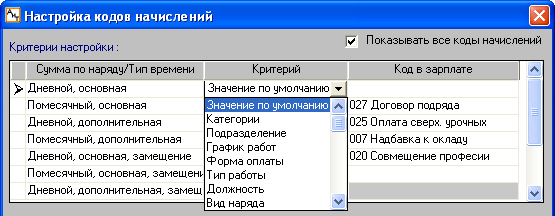 Настройка кодов начислений
Критерии настройки :
Показывать все коды начислений
Сумма по наряду/Тип времени Критерий Код в зарплате
Дневной, основная Значение по умолчанию
Помесячный, основная Значение по умолчанию 027 Договор подряда
Дневной, дополнительная Категории 025 Оплата сверх. урочных
Помесячный, дополнительная Подразделение 007 Надбавка к окладу
Дневной, основная, замещение График работ 020 Совмещение професии
Помесячный, основная, замещени Форма оплаты
Дневной, дополнительная, замещ Тип работы
Должность
Вид наряда